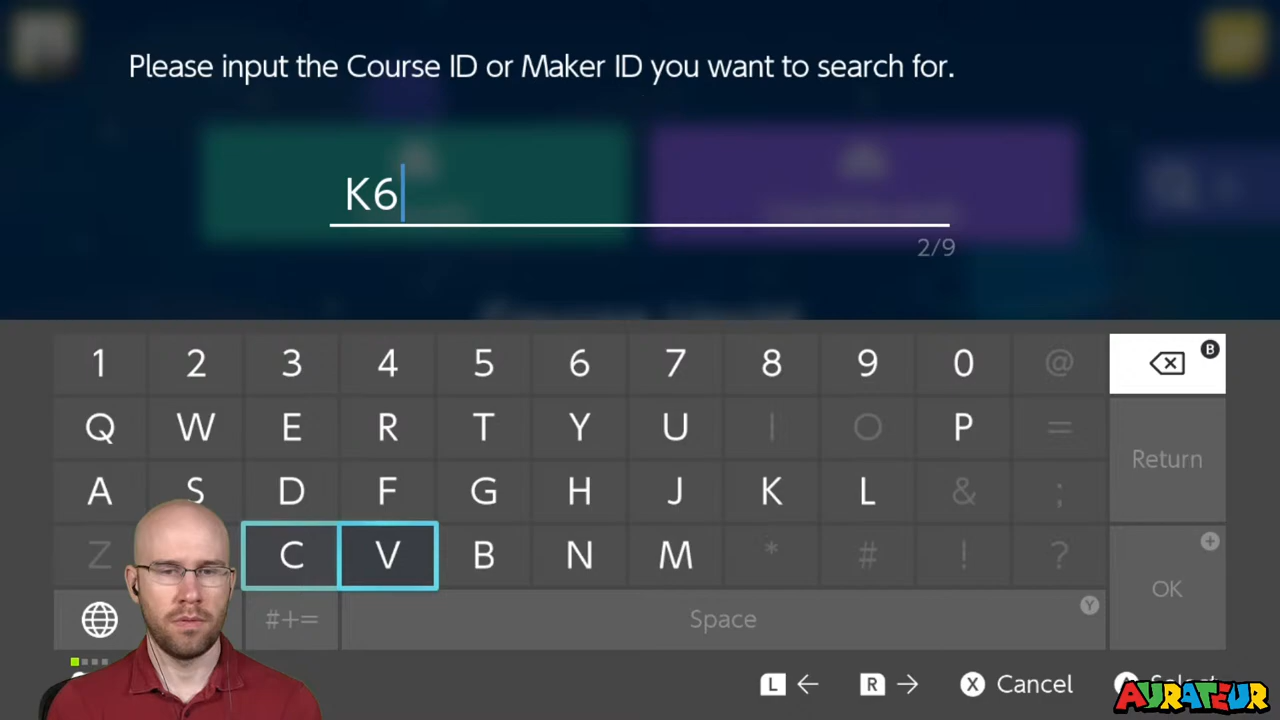 Please input the Course ID or Maker ID you want to search for.
K6
2/9
1 2 3 4 5 6 7 8 9 0 @ B
Q W E R T Y U I O P =
Return
A S D F G H J K L & ;
Z C V B N M * # ! ?
OK
#+= Space Y
L ← R → X Cancel Select
AURATEUR